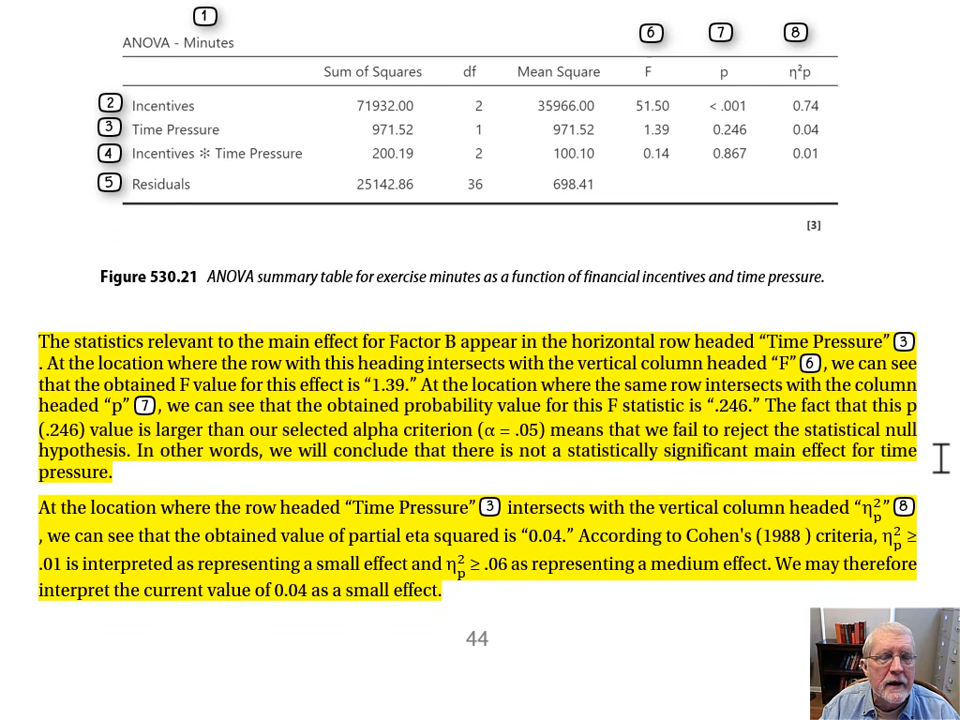 1
ANOVA - Minutes 6 7 8
Sum of Squares df Mean Square F p η²p
2 Incentives 71932.00 2 35966.00 51.50 < .001 0.74
3 Time Pressure 971.52 1 971.52 1.39 0.246 0.04
4 Incentives ✻ Time Pressure 200.19 2 100.10 0.14 0.867 0.01
5 Residuals 25142.86 36 698.41
[3]
Figure 530.21 ANOVA summary table for exercise minutes as a function of financial incentives and time pressure.
The statistics relevant to the main effect for Factor B appear in the horizontal row headed “Time Pressure” 3
. At the location where the row with this heading intersects with the vertical column headed “F” 6 , we can see
that the obtained F value for this effect is “1.39.” At the location where the same row intersects with the column
headed “p” 7 , we can see that the obtained probability value for this F statistic is “.246.” The fact that this p
(.246) value is larger than our selected alpha criterion (α = .05) means that we fail to reject the statistical null
hypothesis. In other words, we will conclude that there is not a statistically significant main effect for time
pressure.
At the location where the row headed “Time Pressure” 3 intersects with the vertical column headed “η²p” 8
, we can see that the obtained value of partial eta squared is “0.04.” According to Cohen's (1988 ) criteria, η²p ≥
.01 is interpreted as representing a small effect and η²p ≥ .06 as representing a medium effect. We may therefore
interpret the current value of 0.04 as a small effect.
44